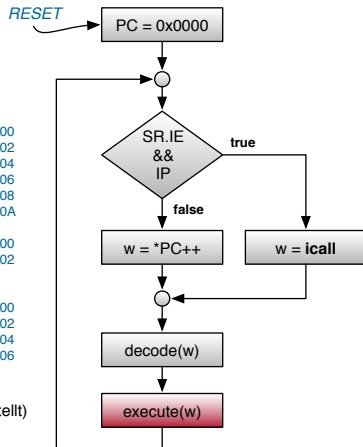 RESET
PC = 0x0000
SR.IE
&&
IP
true
false
w = *PC++
w = icall
decode(w)
execute(w)
00
02
04
06
08
0A
00
02
00
02
04
06
ellt)